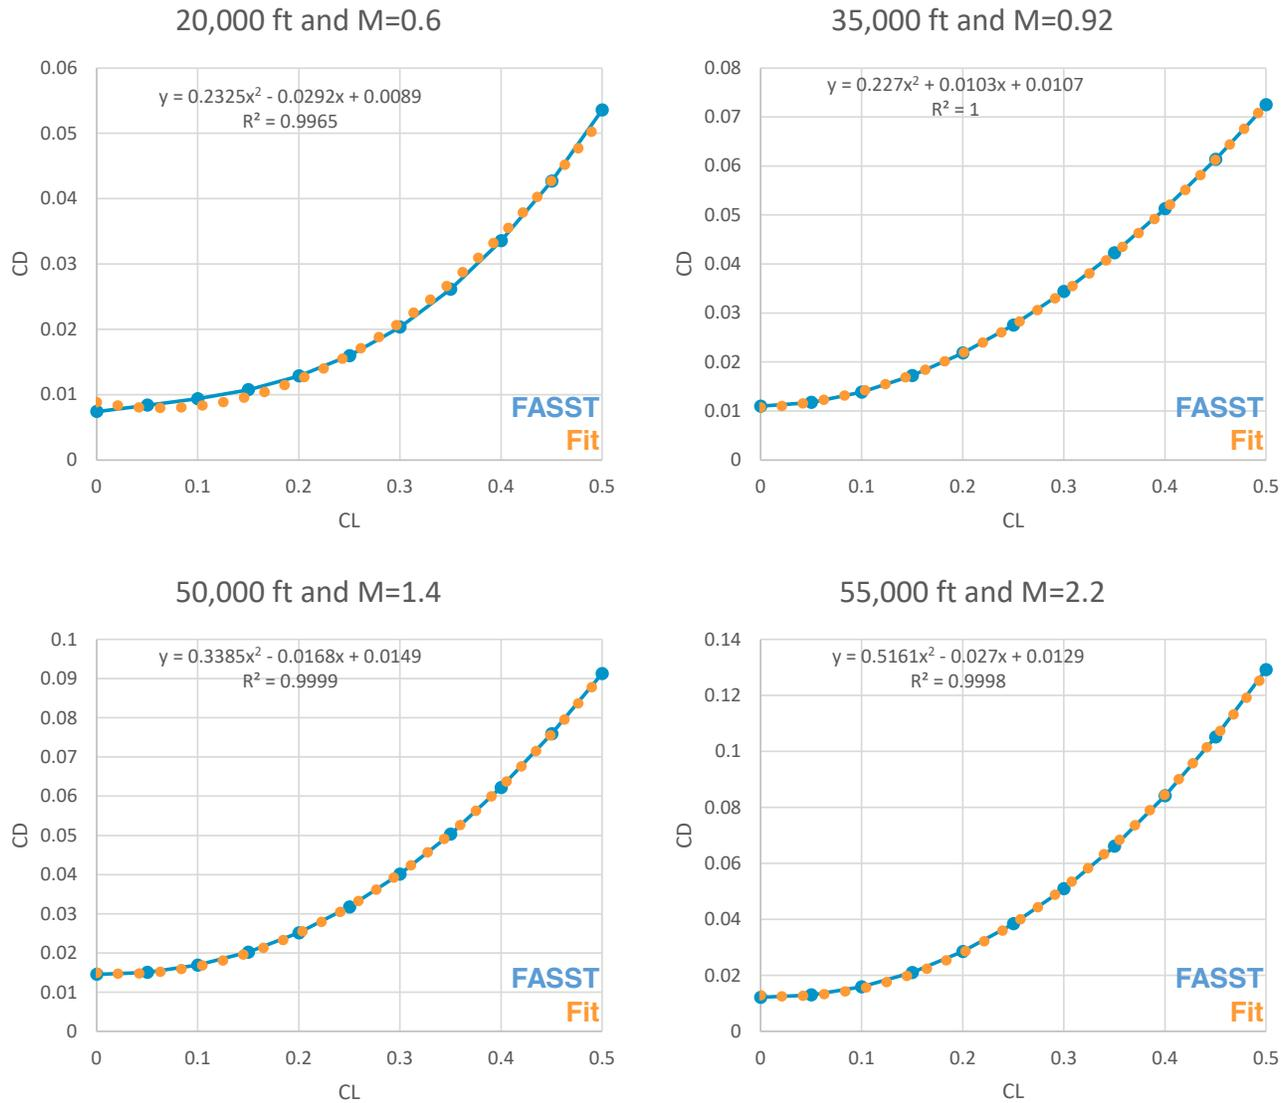 20,000 ft and M=0.6
0.06
0.05
0.04
0.03
0.02
0.01
0
CD
y = 0.2325x² - 0.0292x + 0.0089
R² = 0.9965
FASST
Fit
0 0.1 0.2 0.3 0.4 0.5
CL
35,000 ft and M=0.92
0.08
0.07
0.06
0.05
0.04
0.03
0.02
0.01
0
CD
y = 0.227x² + 0.0103x + 0.0107
R² = 1
FASST
Fit
0 0.1 0.2 0.3 0.4 0.5
CL
50,000 ft and M=1.4
0.1
0.09
0.08
0.07
0.06
0.05
0.04
0.03
0.02
0.01
0
CD
y = 0.3385x² - 0.0168x + 0.0149
R² = 0.9999
FASST
Fit
0 0.1 0.2 0.3 0.4 0.5
CL
55,000 ft and M=2.2
0.14
0.12
0.1
0.08
0.06
0.04
0.02
0
CD
y = 0.5161x² - 0.027x + 0.0129
R² = 0.9998
FASST
Fit
0 0.1 0.2 0.3 0.4 0.5
CL